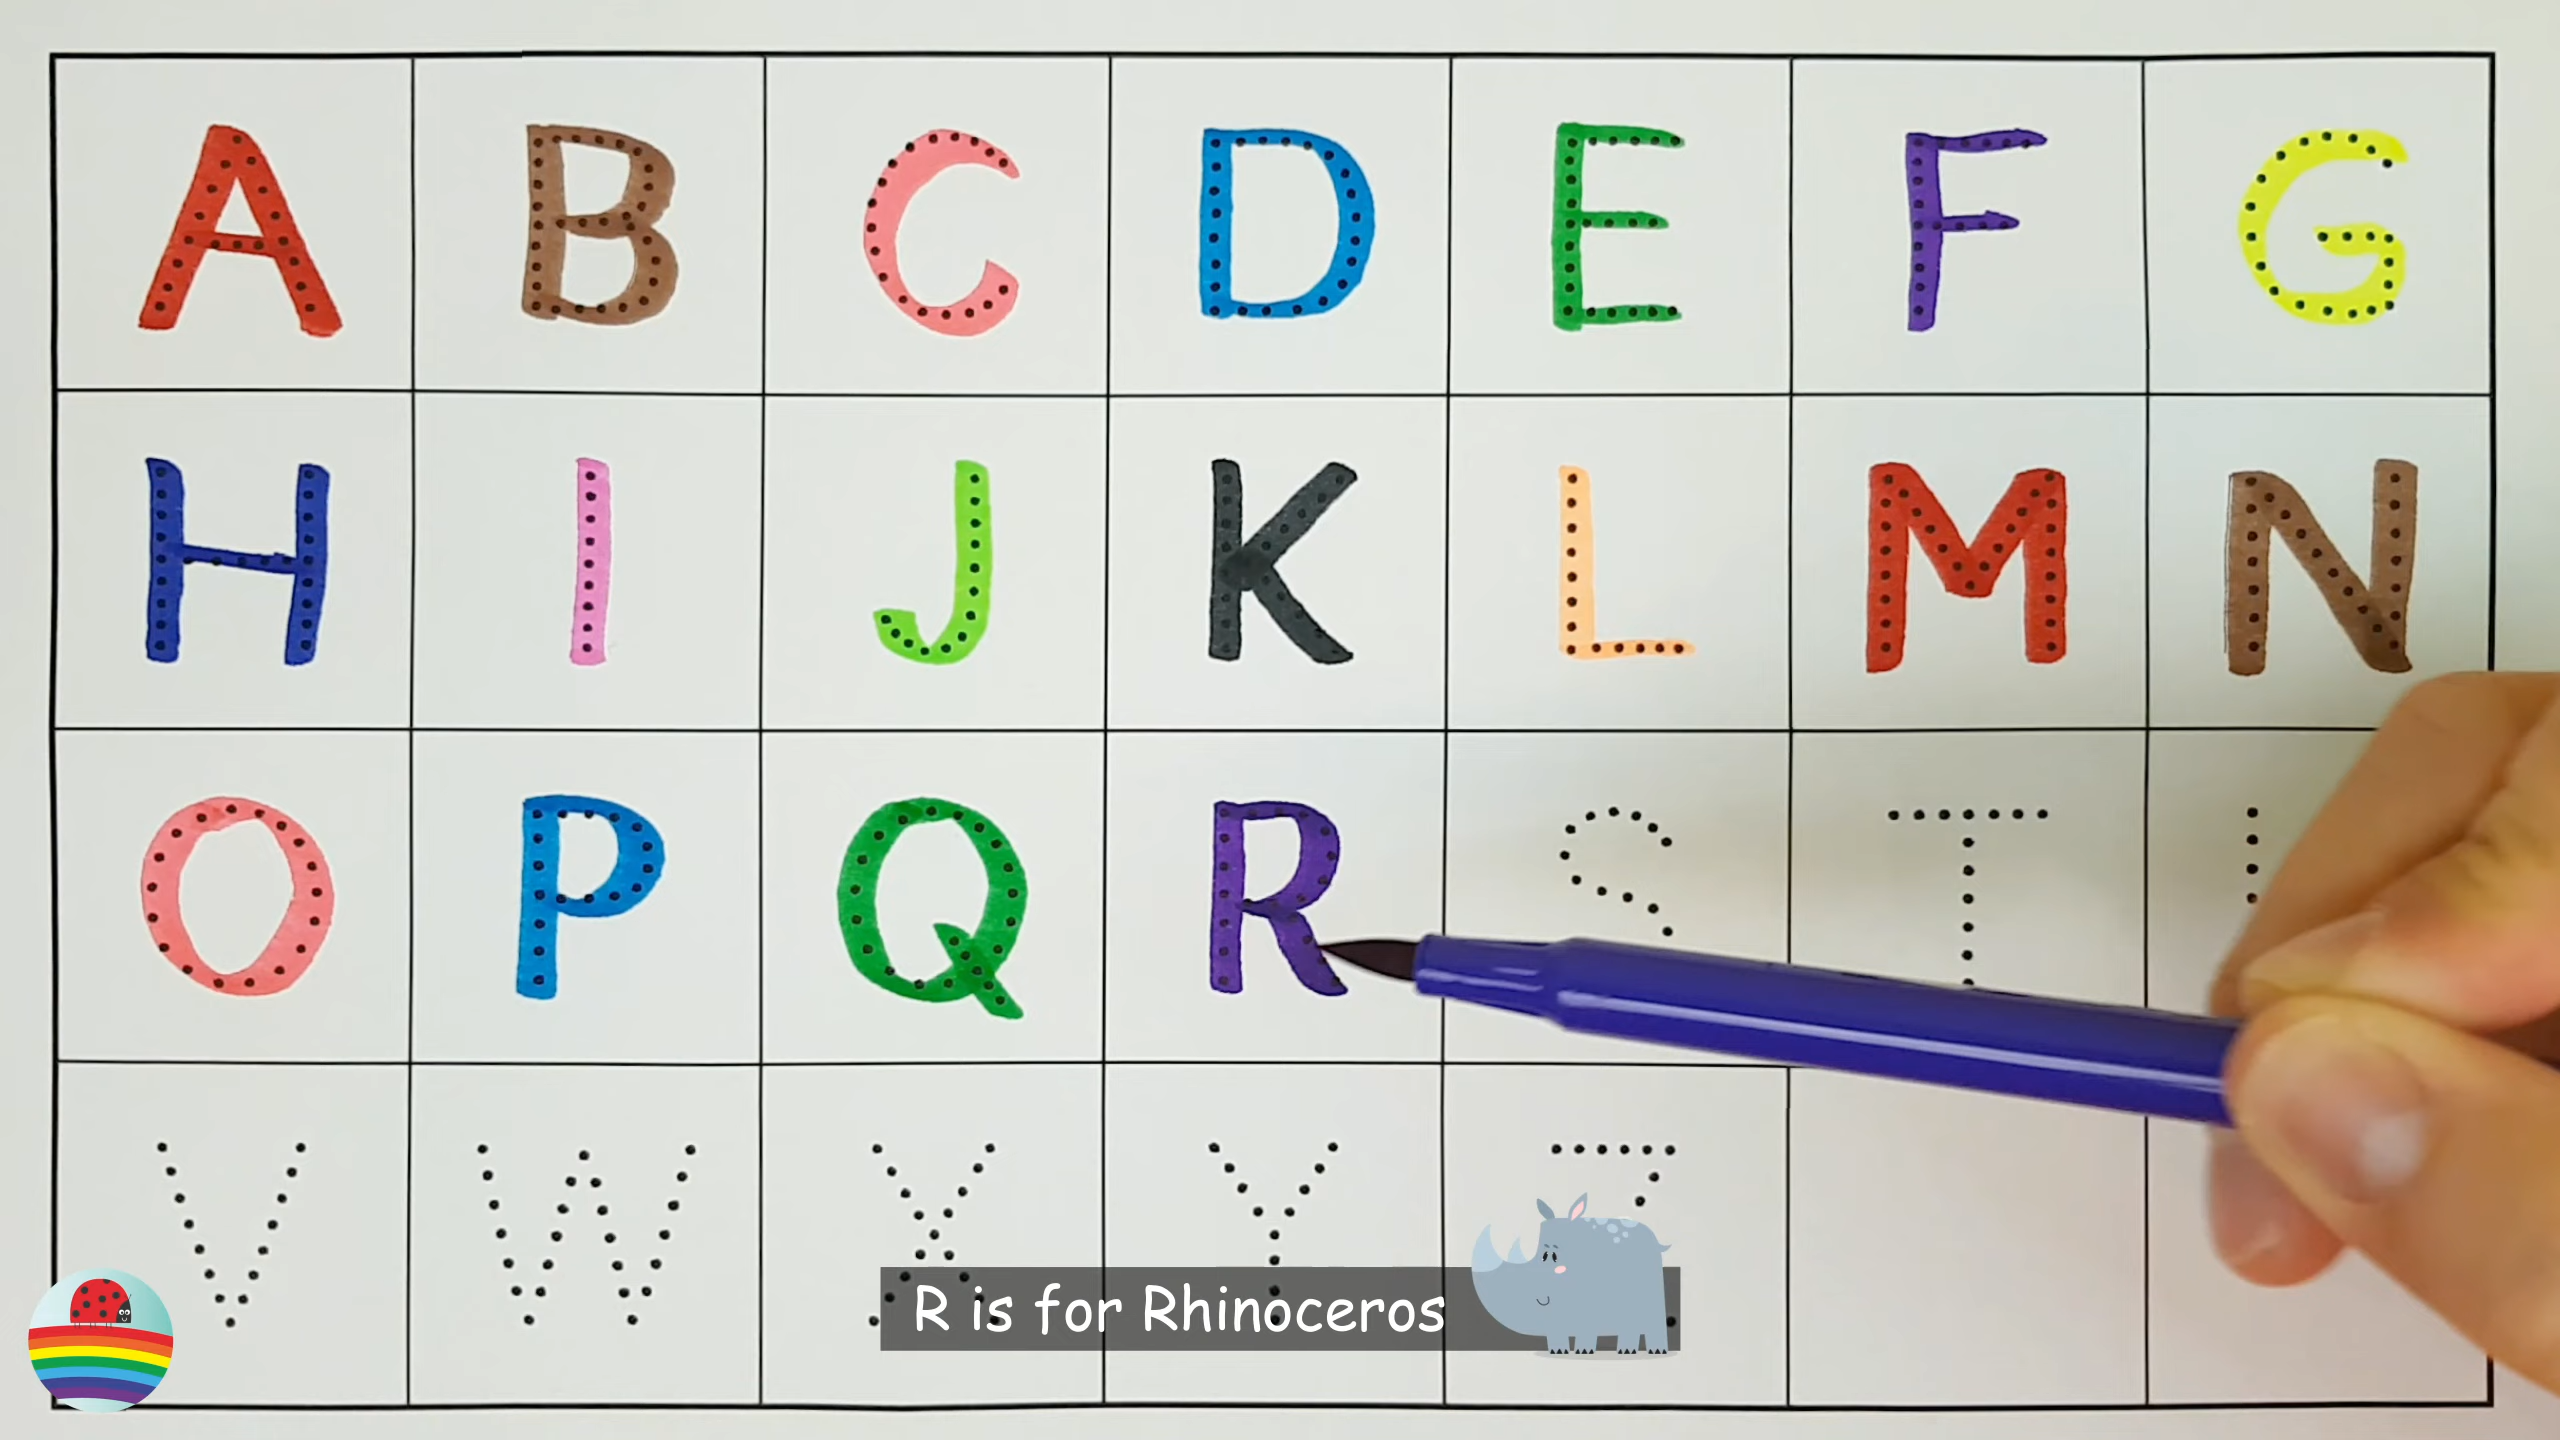 A B C D E F G
H I J K L M N
O P Q R S T
V W X Y Z
R is for Rhinoceros